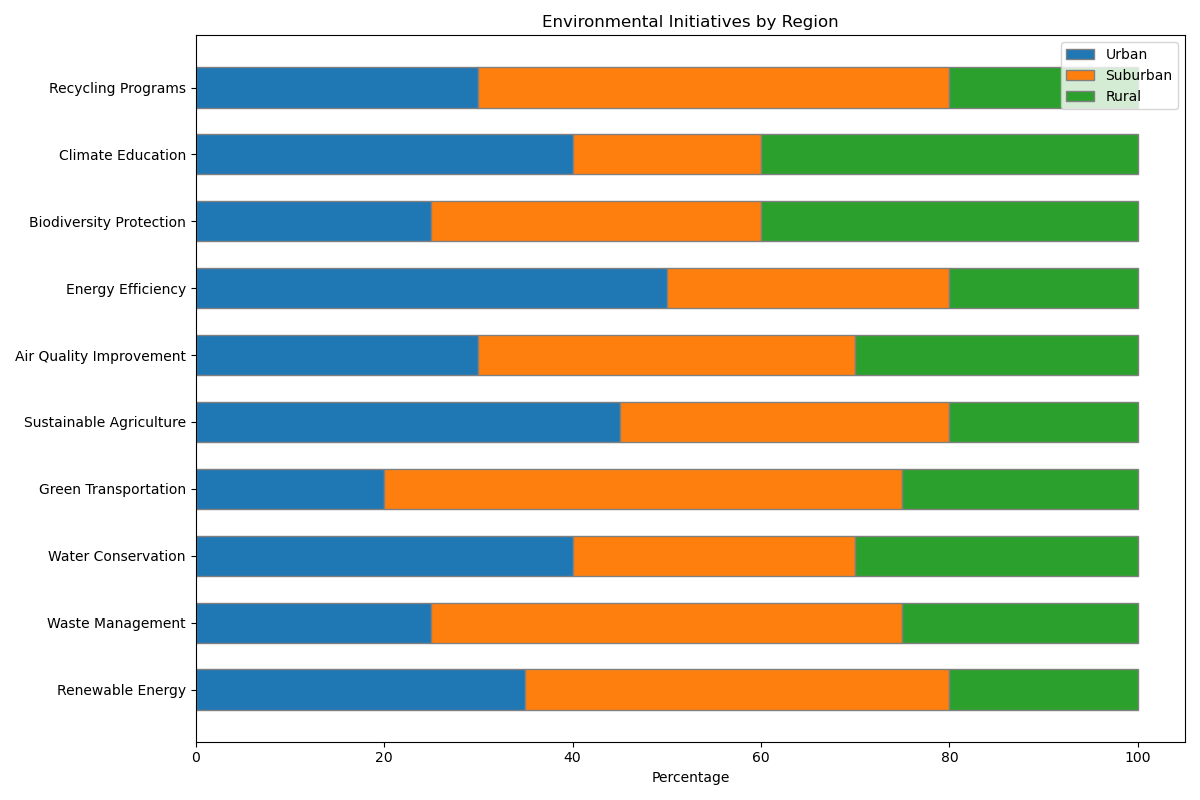 Environmental Initiatives by Region
Urban
Suburban
Rural
Recycling Programs
Climate Education
Biodiversity Protection
Energy Efficiency
Air Quality Improvement
Sustainable Agriculture
Green Transportation
Water Conservation
Waste Management
Renewable Energy
0 20 40 60 80 100
Percentage